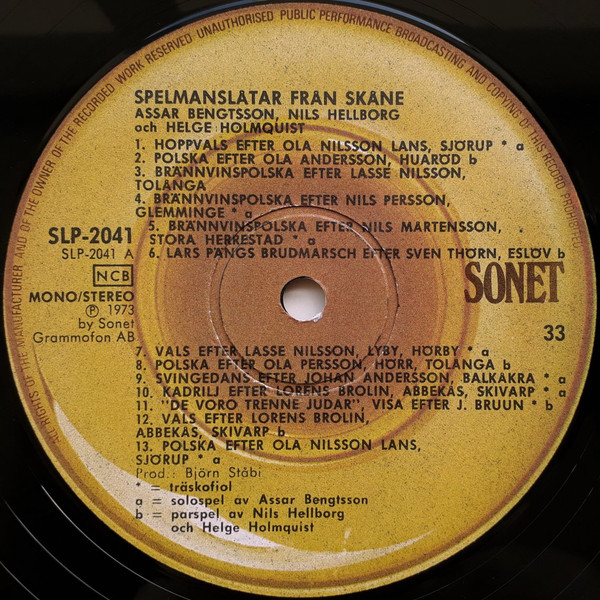 ALL RIGHTS OF THE MANUFACTURER AND OF THE OWNER OF THE RECORDED WORK RESERVED UNAUTHORISED PUBLIC PERFORMANCE BROADCASTING AND COPYING OF THIS RECORD PROHIBITED
SPELMANSLÅTAR FRÅN SKÅNE
ASSAR BENGTSSON, NILS HELLBORG
och HELGE HOLMQUIST
1. HOPPVALS EFTER OLA NILSSON LANS, SJÖRUP * a
2. POLSKA EFTER OLA ANDERSSON, HUARÖD b
3. BRÄNNVINSPOLSKA EFTER LASSE NILSSON,
TOLÅNGA
4. BRÄNNVINSPOLSKA EFTER NILS PERSSON,
GLEMMINGE * a
5. BRÄNNVINSPOLSKA EFTER NILS MÅRTENSSON,
STORA HERRESTAD * a
6. LARS PÅNGS BRUDMARSCH EFTER SVEN THÖRN, ESLÖV b
SLP-2041
SLP-2041 A
NCB
MONO/STEREO
℗ 1973
by Sonet
Grammofon AB
SONET
33
7. VALS EFTER LASSE NILSSON, LYBY, HÖRBY * a
8. POLSKA EFTER OLA PERSSON, HÖRR, TOLÅNGA b
9. SVINGEDANS EFTER JOHAN ANDERSSON, BALKÅKRA * a
10. KADRILJ EFTER LORENS BROLIN, ABBEKÅS, SKIVARP * a
11. "DE VORO TRENNE JUDAR", VISA EFTER J. BRUUN * b
12. VALS EFTER LORENS BROLIN,
ABBEKÅS, SKIVARP b
13. POLSKA EFTER OLA NILSSON LANS,
SJÖRUP * a
Prod.: Björn Ståbi
* = träskofiol
a = solospel av Assar Bengtsson
b = parspel av Nils Hellborg
och Helge Holmquist